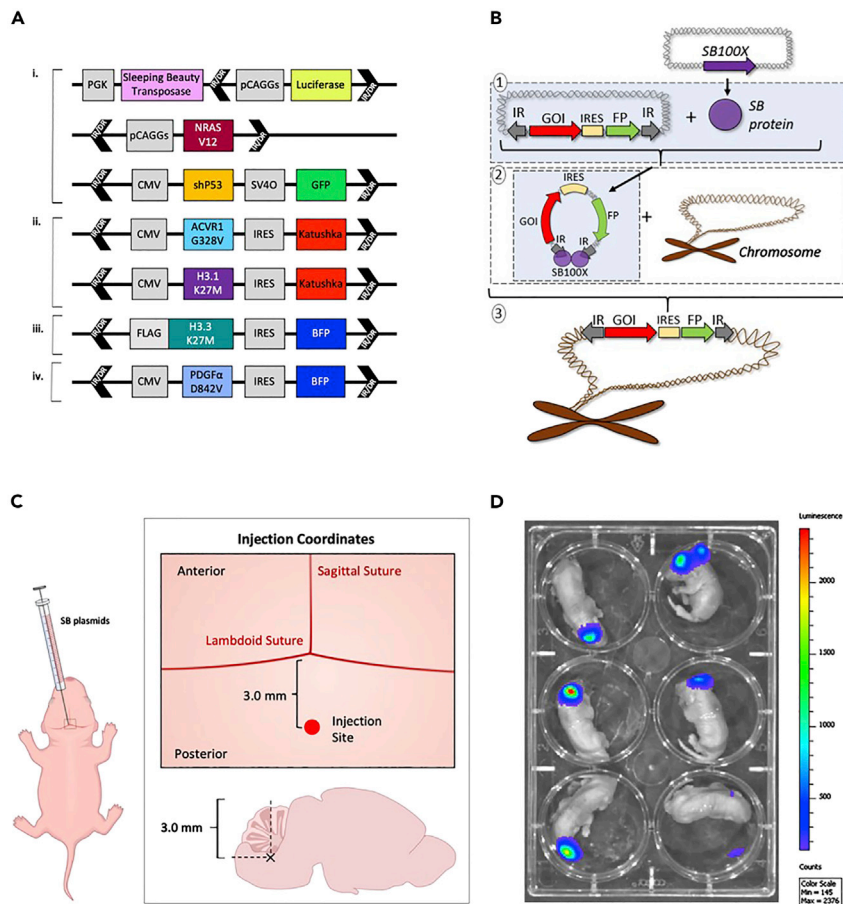 A
i.
PGK
Sleeping Beauty
Transposase
IR/DR
pCAGGs
Luciferase
IR/DR
IR/DR
pCAGGs
NRAS
V12
IR/DR
IR/DR
CMV
shP53
SV4O
GFP
IR/DR
ii.
IR/DR
CMV
ACVR1
G328V
IRES
Katushka
IR/DR
IR/DR
CMV
H3.1
K27M
IRES
Katushka
IR/DR
iii.
IR/DR
FLAG
H3.3
K27M
IRES
BFP
IR/DR
iv.
IR/DR
CMV
PDGFα
D842V
IRES
BFP
IR/DR
B
SB100X
1
IR
GOI
IRES
FP
IR
+
SB
protein
2
IRES
GOI
FP
IR
IR
SB100X
+
Chromosome
3
IR
GOI
IRES
FP
IR
C
SB plasmids
Injection Coordinates
Anterior
Sagittal Suture
Lambdoid Suture
3.0 mm
Injection
Site
Posterior
3.0 mm
D
Luminescence
2000
1500
1000
500
Counts
Color Scale
Min = 145
Max = 2376